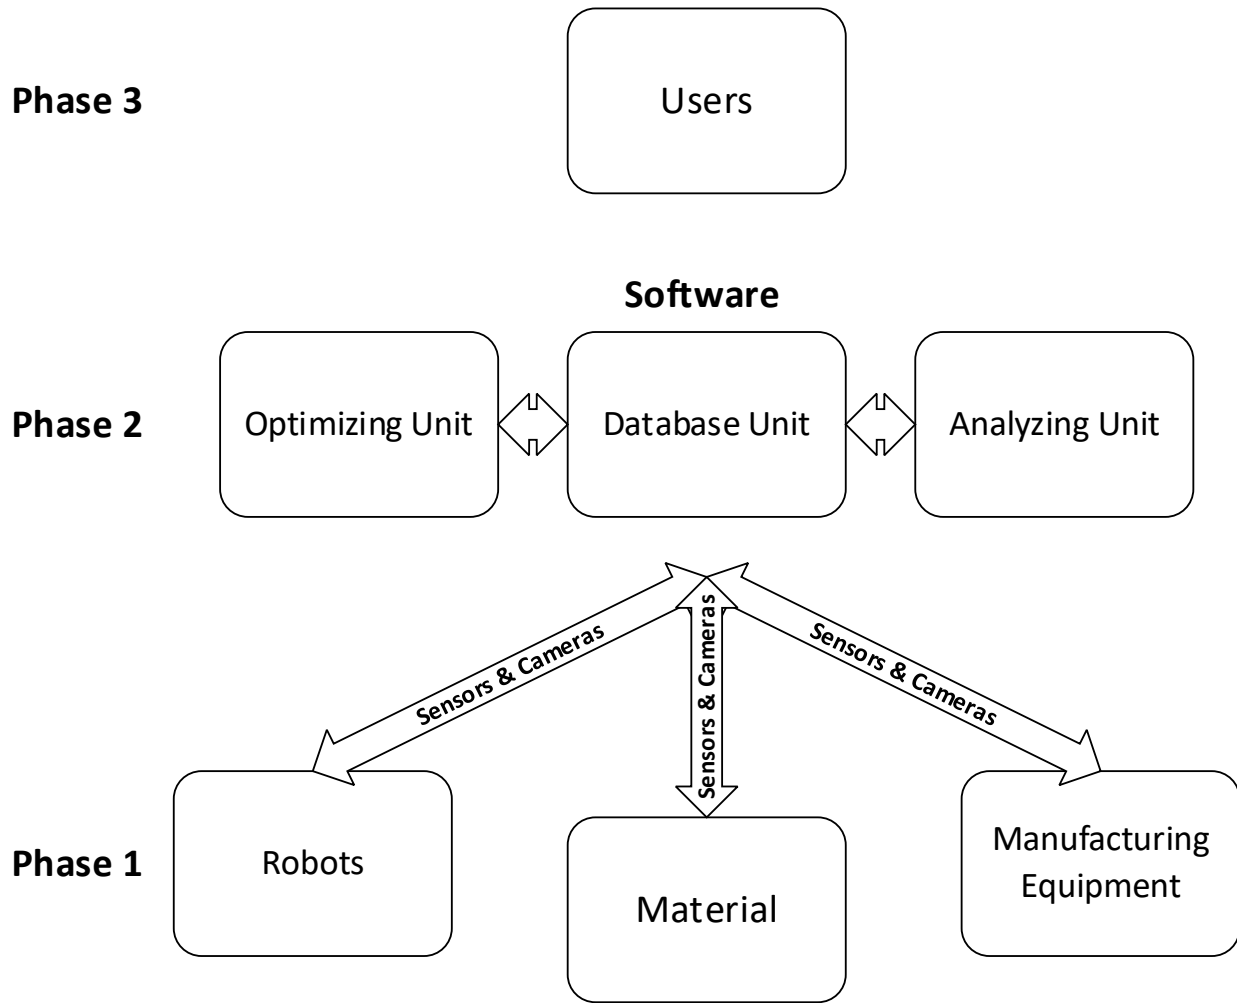 Phase 3
Users
Software
Phase 2
Optimizing Unit
Database Unit
Analyzing Unit
Sensors & Cameras
Sensors & Cameras
Sensors & Cameras
Phase 1
Robots
Material
Manufacturing
Equipment